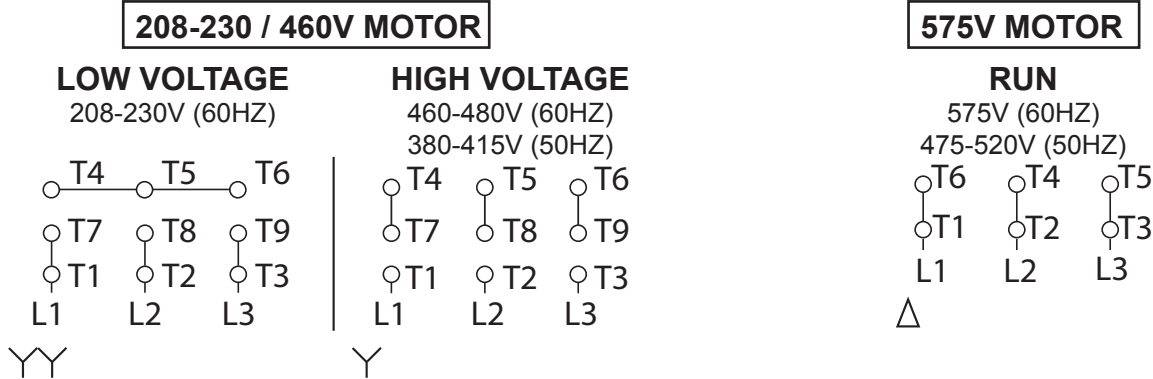 208-230 / 460V MOTOR
LOW VOLTAGE
208-230V (60HZ)
T4 T5 T6
T7 T8 T9
T1 T2 T3
L1 L2 L3
HIGH VOLTAGE
460-480V (60HZ)
380-415V (50HZ)
T4 T5 T6
T7 T8 T9
T1 T2 T3
L1 L2 L3
575V MOTOR
RUN
575V (60HZ)
475-520V (50HZ)
T6 T4 T5
T1 T2 T3
L1 L2 L3